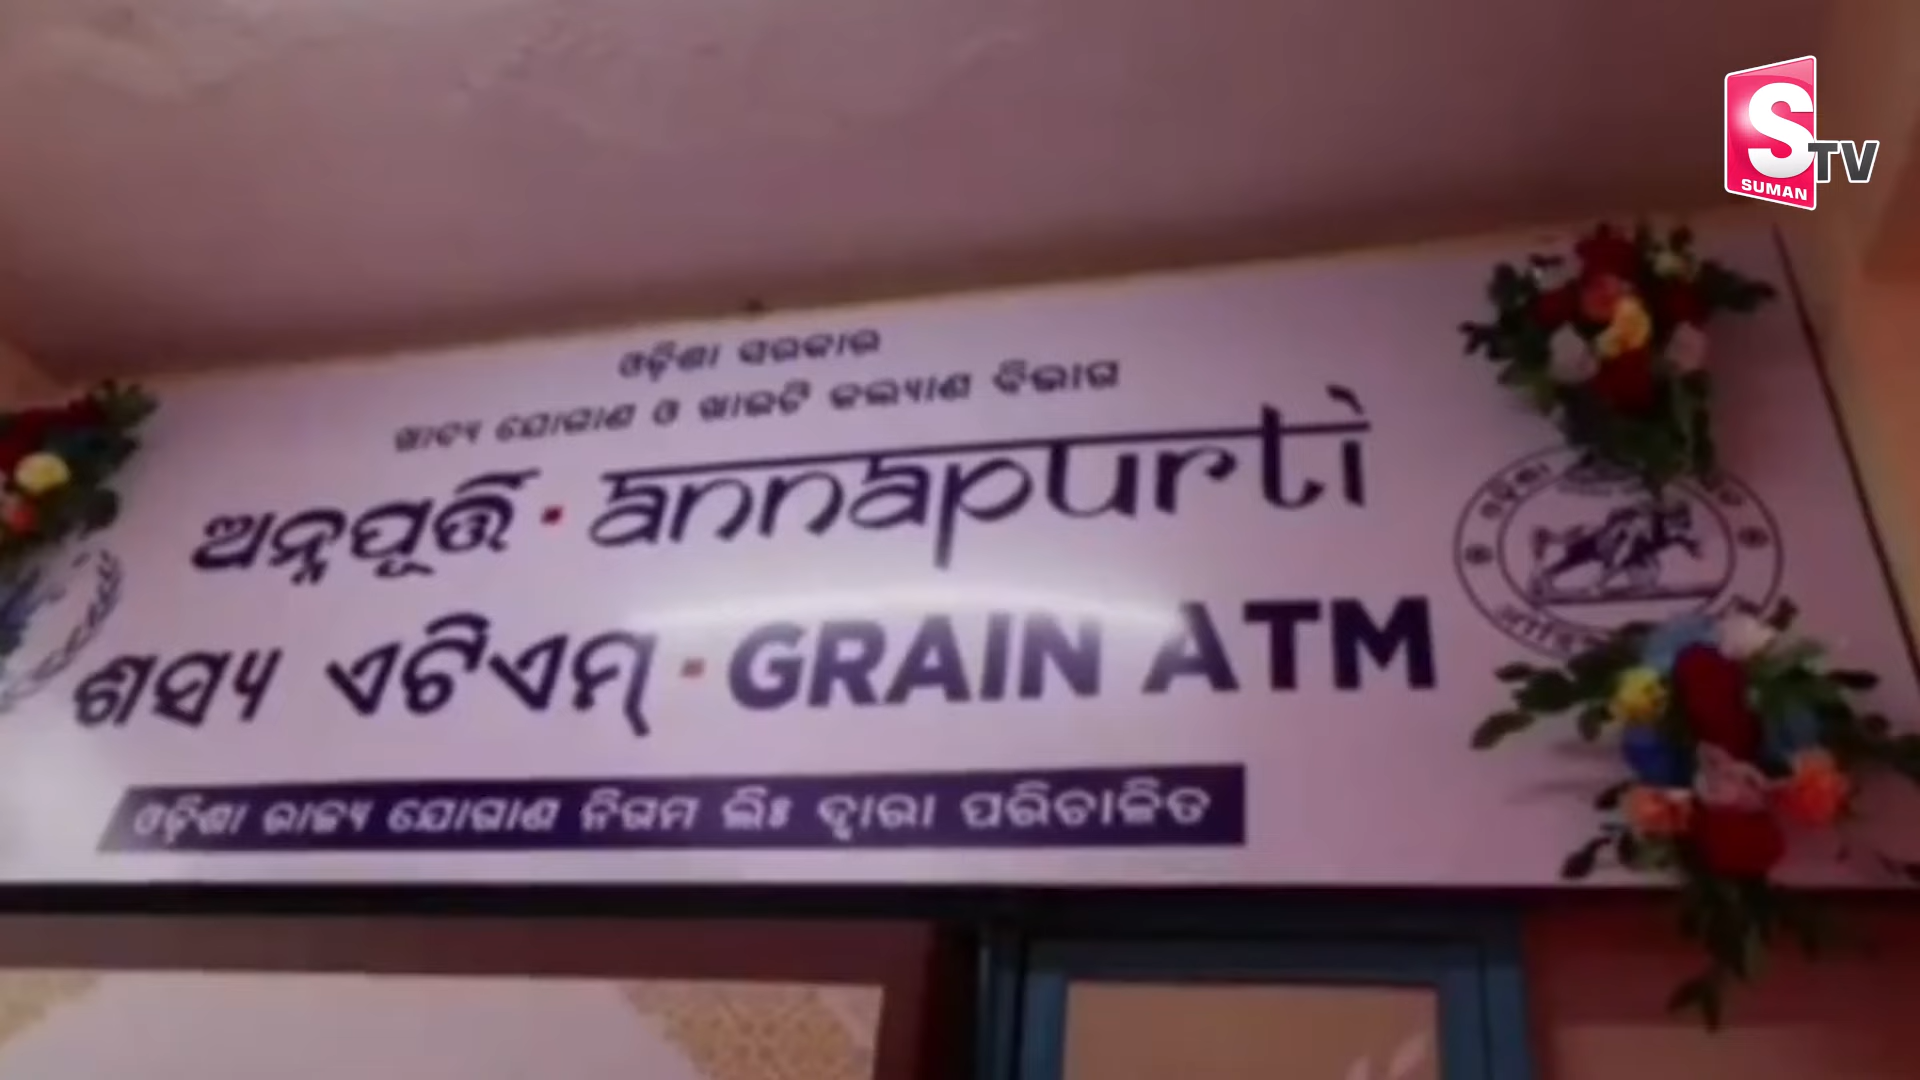 S TV
SUMAN
ଓଡ଼ିଶା ସରକାର
ଖାଦ୍ୟ ଯୋଗାଣ ଓ ଖାଉଟି କଲ୍ୟାଣ ବିଭାଗ
ଅନ୍ନପୂର୍ତ୍ତି · annapurti
ଶସ୍ୟ ଏଟିଏମ୍ · GRAIN ATM
ଓଡ଼ିଶା ରାଜ୍ୟ ଯୋଗାଣ ନିଗମ ଲିଃ ଦ୍ୱାରା ପରିଚାଳିତ